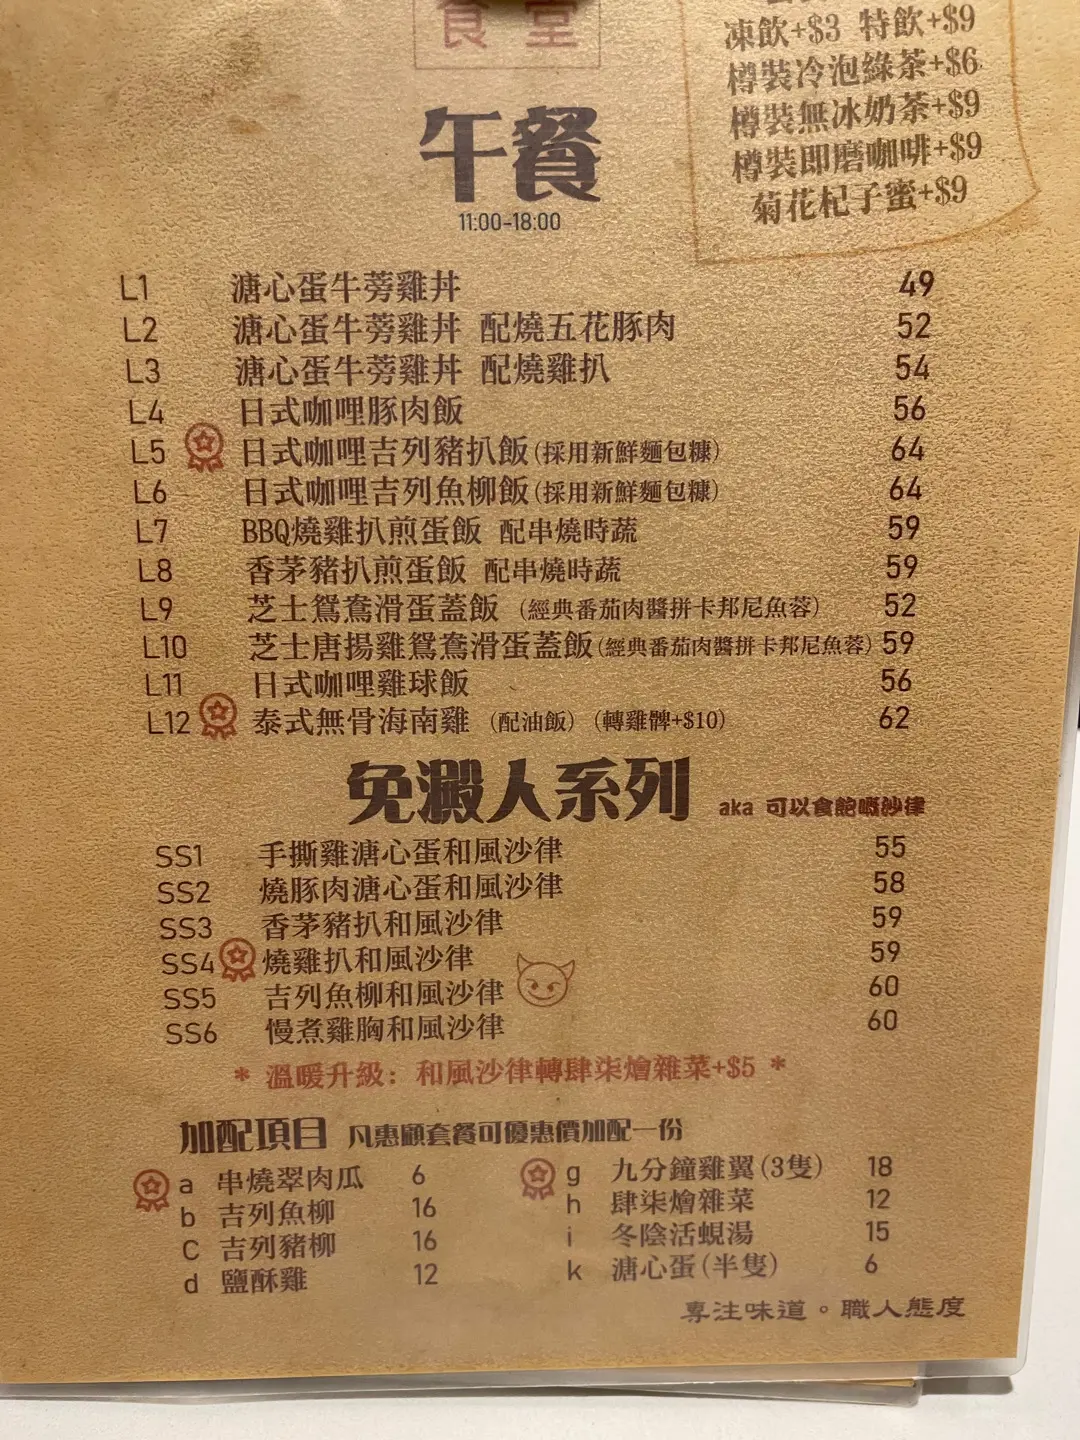 食堂
凍飲+$3 特飲+$9
樽裝冷泡綠茶+$6
樽裝無冰奶茶+$9
樽裝即磨咖啡+$9
菊花杞子蜜+$9
午餐
11:00-18:00
L1 溏心蛋牛蒡雞丼 49
L2 溏心蛋牛蒡雞丼 配燒五花豚肉 52
L3 溏心蛋牛蒡雞丼 配燒雞扒 54
L4 日式咖哩豚肉飯 56
L5 日式咖哩吉列豬扒飯(採用新鮮麵包糠) 64
L6 日式咖哩吉列魚柳飯(採用新鮮麵包糠) 64
L7 BBQ燒雞扒煎蛋飯 配串燒時蔬 59
L8 香茅豬扒煎蛋飯 配串燒時蔬 59
L9 芝士鴛鴦滑蛋蓋飯 (經典番茄肉醬拼卡邦尼魚蓉) 52
L10 芝士唐揚雞鴛鴦滑蛋蓋飯(經典番茄肉醬拼卡邦尼魚蓉) 59
L11 日式咖哩雞球飯 56
L12 泰式無骨海南雞 (配油飯) (轉雞髀+$10) 62
免澱人系列 aka 可以食飽嘅沙律
SS1 手撕雞溏心蛋和風沙律 55
SS2 燒豚肉溏心蛋和風沙律 58
SS3 香茅豬扒和風沙律 59
SS4 燒雞扒和風沙律 59
SS5 吉列魚柳和風沙律 60
SS6 慢煮雞胸和風沙律 60
* 溫暖升級: 和風沙律轉肆柒燴雜菜+$5 *
加配項目 凡惠顧套餐可優惠價加配一份
a 串燒翠肉瓜 6
b 吉列魚柳 16
C 吉列豬柳 16
d 鹽酥雞 12
g 九分鐘雞翼(3隻) 18
h 肆柒燴雜菜 12
i 冬陰活蜆湯 15
k 溏心蛋(半隻) 6
專注味道。職人態度